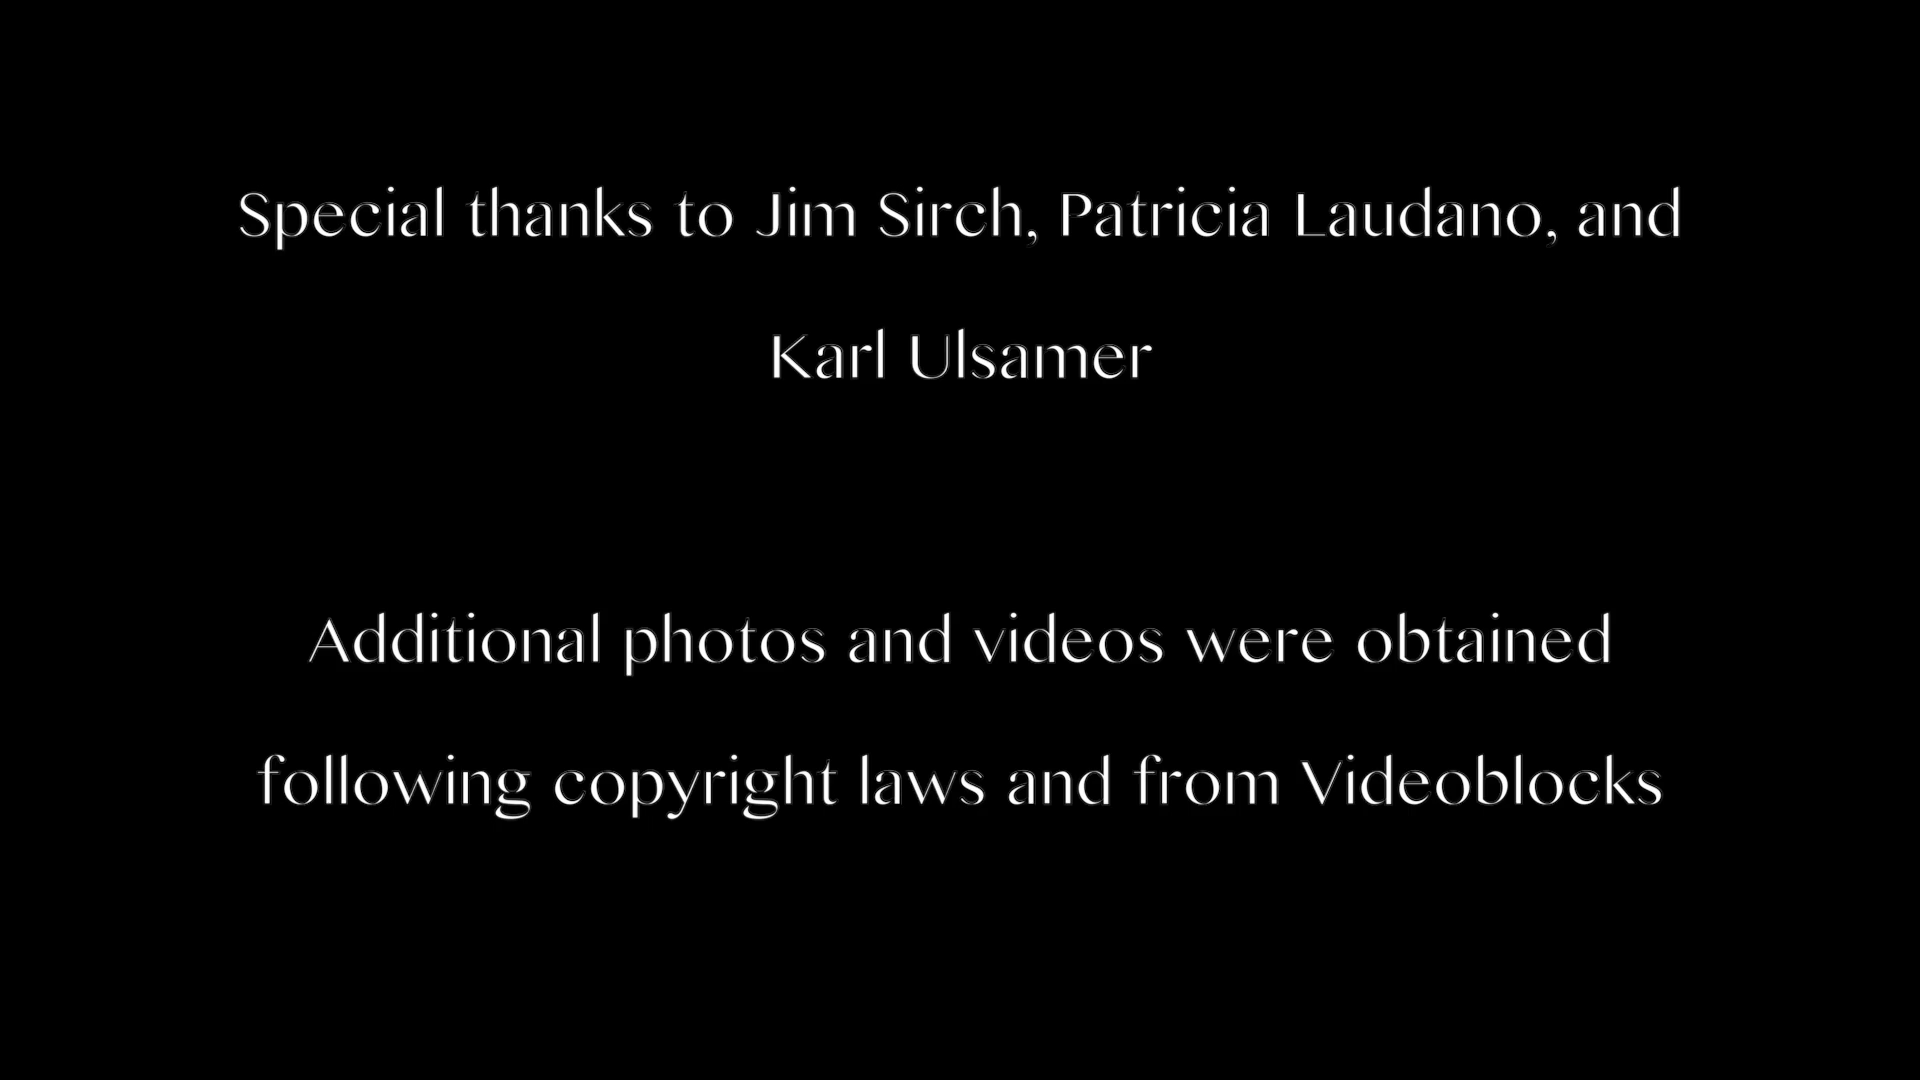 Special thanks to Jim Sirch, Patricia Laudano, and
Karl Ulsamer
Additional photos and videos were obtained
following copyright laws and from Videoblocks